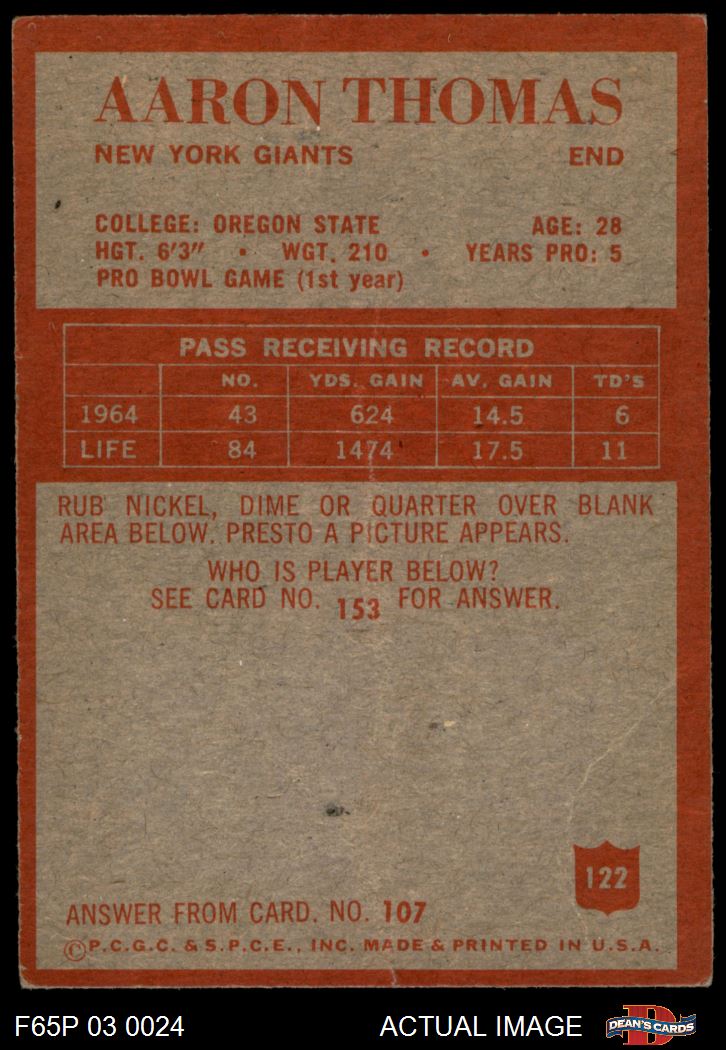 AARON THOMAS
NEW YORK GIANTS END
COLLEGE: OREGON STATE AGE: 28
HGT. 6'3" • WGT. 210 • YEARS PRO: 5
PRO BOWL GAME (1st year)
PASS RECEIVING RECORD
NO. YDS. GAIN AV. GAIN TD'S
1964 43 624 14.5 6
LIFE 84 1474 17.5 11
RUB NICKEL, DIME OR QUARTER OVER BLANK
AREA BELOW. PRESTO A PICTURE APPEARS.
WHO IS PLAYER BELOW?
SEE CARD NO. 153 FOR ANSWER.
122
ANSWER FROM CARD. NO. 107
©P.C.G.C. & S.P.C.E., INC. MADE & PRINTED IN U.S.A.
F65P 03 0024 ACTUAL IMAGE D DEAN'S CARDS